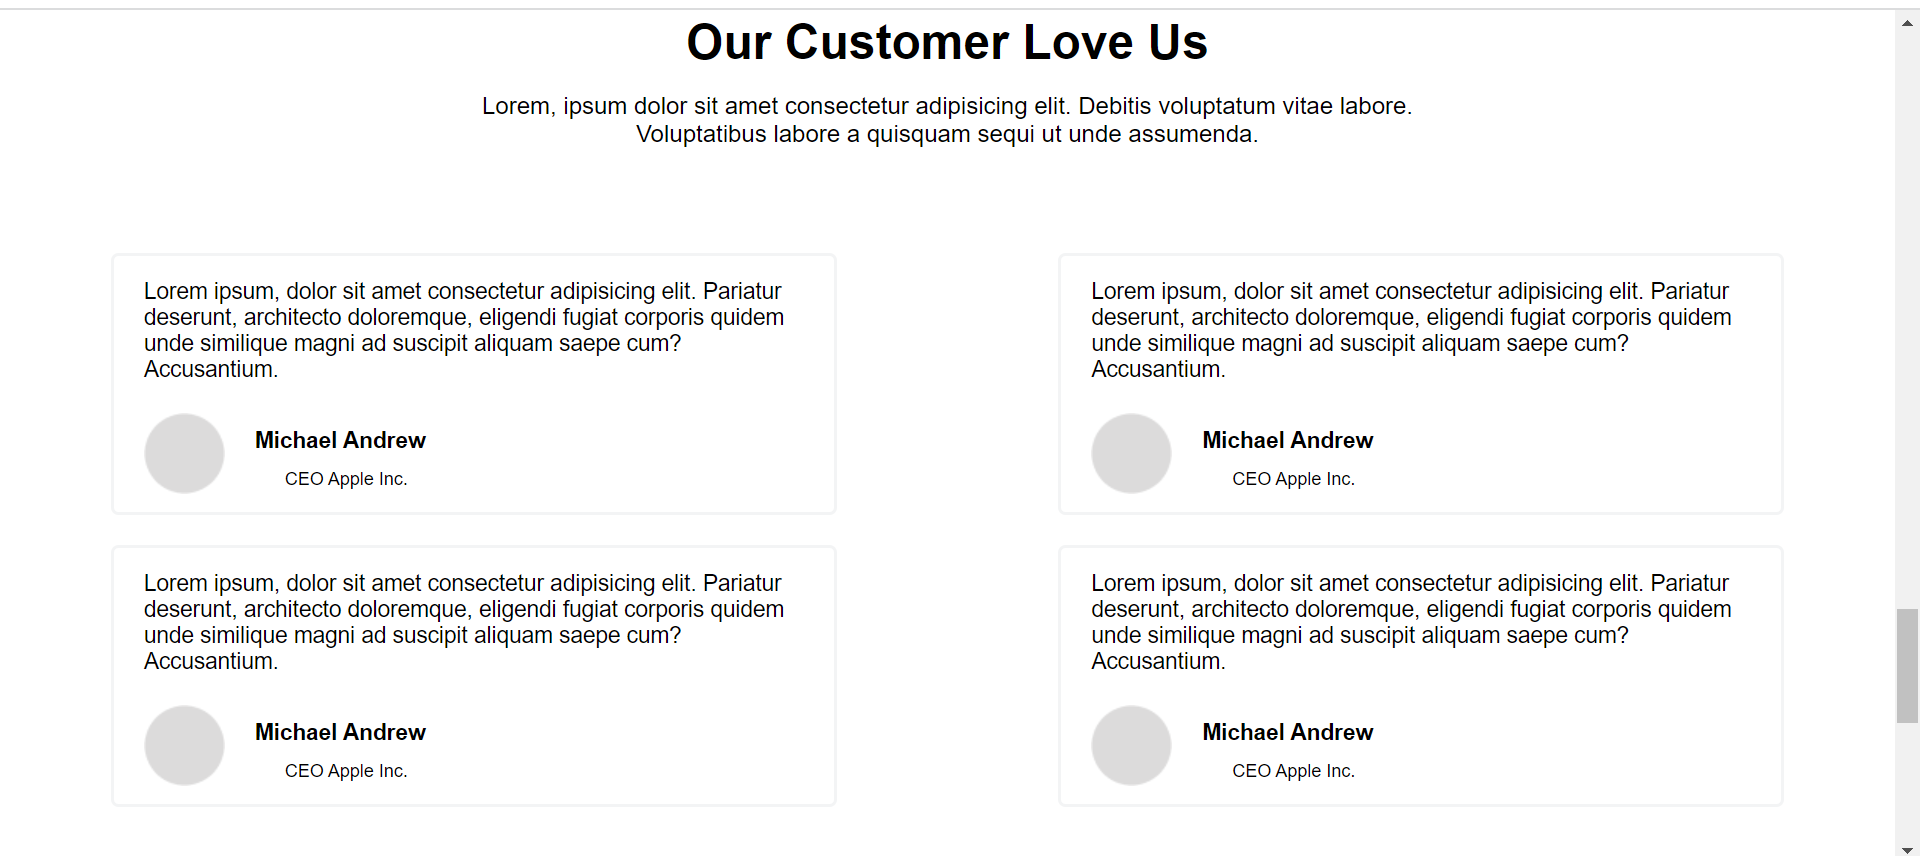 Our Customer Love Us
Lorem, ipsum dolor sit amet consectetur adipisicing elit. Debitis voluptatum vitae labore.
Voluptatibus labore a quisquam sequi ut unde assumenda.
Lorem ipsum, dolor sit amet consectetur adipisicing elit. Pariatur
deserunt, architecto doloremque, eligendi fugiat corporis quidem
unde similique magni ad suscipit aliquam saepe cum?
Accusantium.
Michael Andrew
CEO Apple Inc.
Lorem ipsum, dolor sit amet consectetur adipisicing elit. Pariatur
deserunt, architecto doloremque, eligendi fugiat corporis quidem
unde similique magni ad suscipit aliquam saepe cum?
Accusantium.
Michael Andrew
CEO Apple Inc.
Lorem ipsum, dolor sit amet consectetur adipisicing elit. Pariatur
deserunt, architecto doloremque, eligendi fugiat corporis quidem
unde similique magni ad suscipit aliquam saepe cum?
Accusantium.
Michael Andrew
CEO Apple Inc.
Lorem ipsum, dolor sit amet consectetur adipisicing elit. Pariatur
deserunt, architecto doloremque, eligendi fugiat corporis quidem
unde similique magni ad suscipit aliquam saepe cum?
Accusantium.
Michael Andrew
CEO Apple Inc.